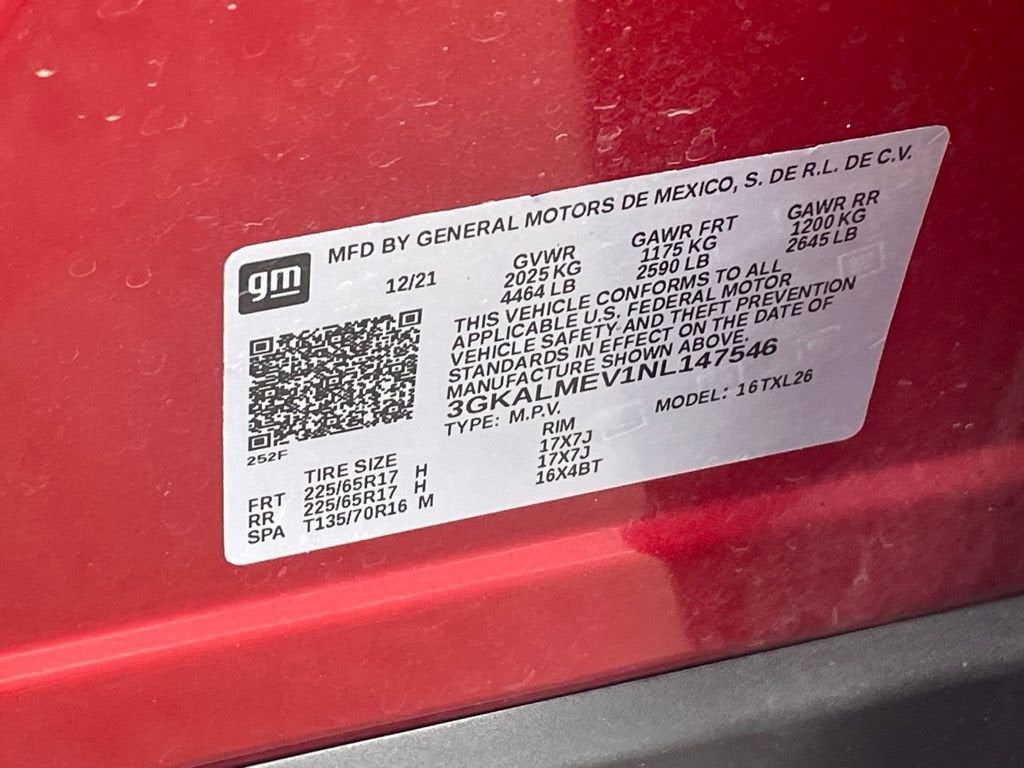 MFD BY GENERAL MOTORS DE MEXICO, S. DE R.L. DE C.V.
gm
12/21
GVWR
2025 KG
4464 LB
GAWR FRT
1175 KG
2590 LB
GAWR RR
1200 KG
2645 LB
THIS VEHICLE CONFORMS TO ALL
APPLICABLE U.S. FEDERAL MOTOR
VEHICLE SAFETY AND THEFT PREVENTION
STANDARDS IN EFFECT ON THE DATE OF
MANUFACTURE SHOWN ABOVE.
3GKALMEV1NL147546
TYPE: M.P.V. MODEL: 16TXL26
252F
TIRE SIZE RIM
FRT 225/65R17 H 17X7J
RR 225/65R17 H 17X7J
SPA T135/70R16 M 16X4BT